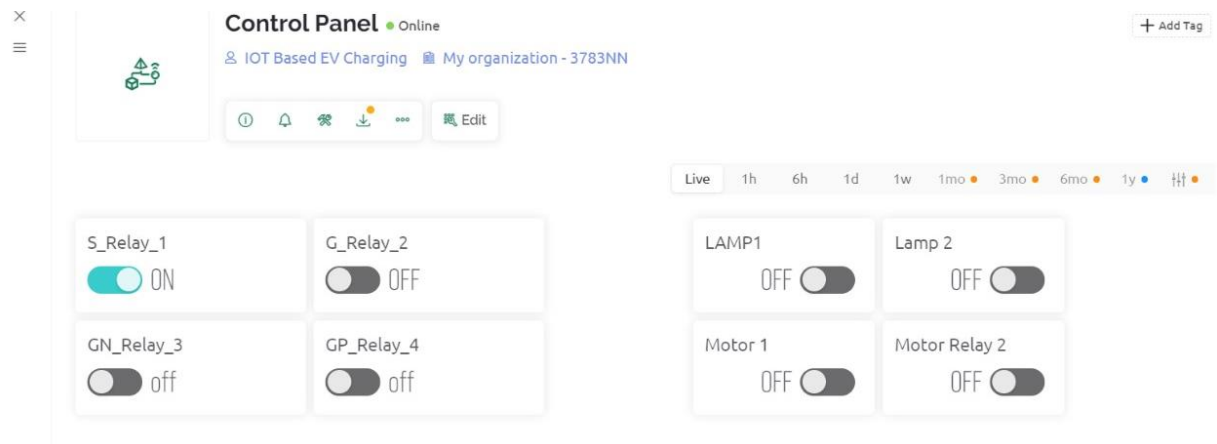 Control Panel Online
+ Add Tag
IOT Based EV Charging My organization - 3783NN
Edit
Live 1h 6h 1d 1w 1mo 3mo 6mo 1y
S_Relay_1 G_Relay_2 LAMP1 Lamp 2
ON OFF OFF OFF
GN_Relay_3 GP_Relay_4 Motor 1 Motor Relay 2
off off OFF OFF